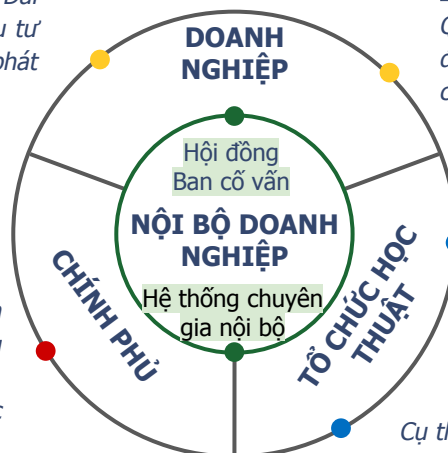 u tư
phát
DOANH
NGHIỆP
Hội đồng
Ban cố vấn
NỘI BỘ DOANH
NGHIỆP
Hệ thống chuyên
gia nội bộ
CHÍNH PHỦ
TỔ CHỨC HỌC
THUẬT
Cụ th